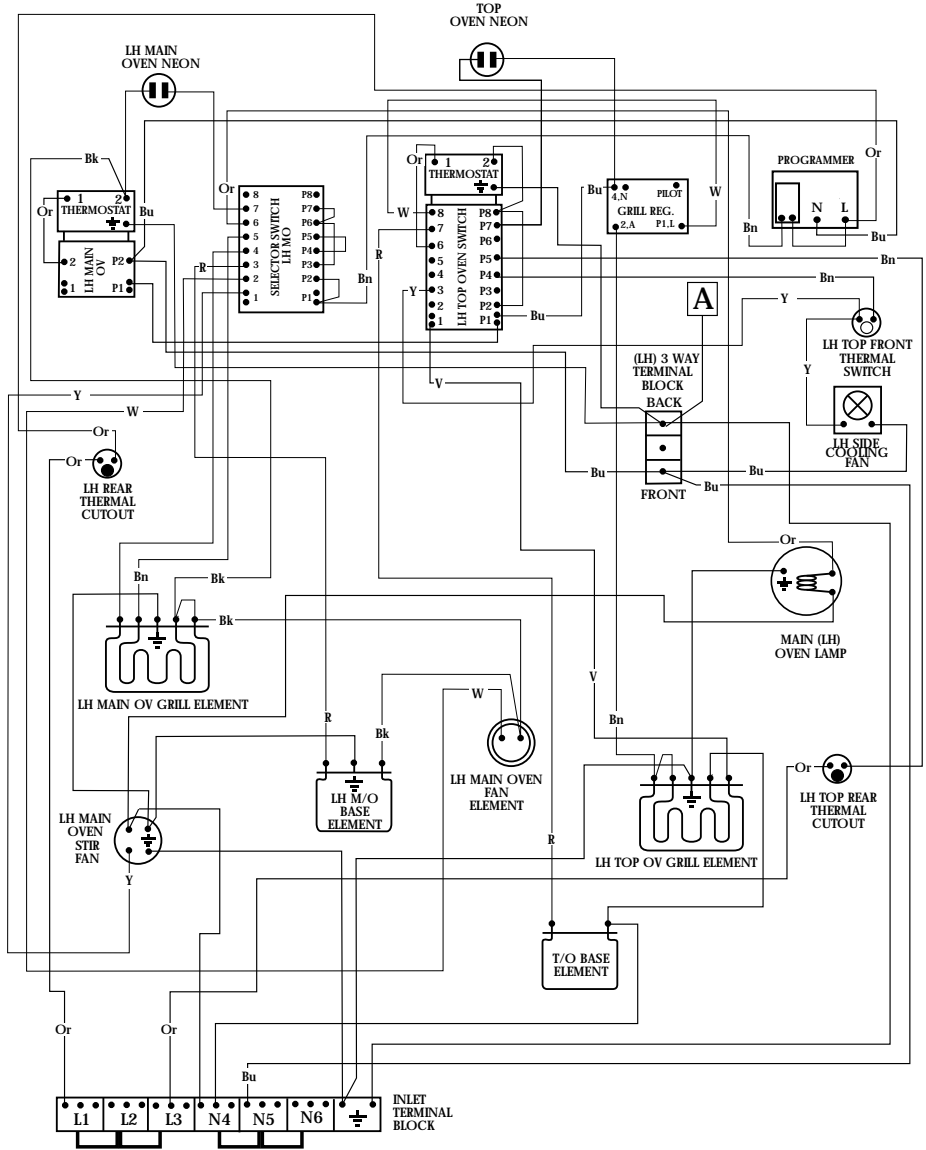 TOP
OVEN NEON
LH MAIN
OVEN NEON
Bk
Or
PROGRAMMER
Or
1
2
THERMOSTAT
Or
8
P8
7
P7
6
P6
5
P5
4
P4
3
P3
2
P2
1
P1
SELECTOR SWITCH
LH MO
Or
1
2
THERMOSTAT
Bu
2
P2
1
P1
LH MAIN
OV
R
Bn
W
8
P8
7
P7
6
P6
5
P5
4
P4
3
P3
2
P2
1
P1
LH TOP OVEN SWITCH
R
Y
Bu
Bu
4,N
PILOT
GRILL REG.
2,A
P1,L
W
N
L
Bn
Bu
Bn
Bn
Y
A
LH TOP FRONT
THERMAL
SWITCH
Y
(LH) 3 WAY
TERMINAL
BLOCK
BACK
FRONT
V
Y
W
Or
Or
LH REAR
THERMAL
CUTOUT
LH SIDE
COOLING
FAN
Bu
Bu
Bu
Or
MAIN (LH)
OVEN LAMP
Bn
Bk
Bk
LH MAIN OV GRILL ELEMENT
V
W
R
Bk
Bn
LH MAIN OVEN
FAN
ELEMENT
LH M/O
BASE
ELEMENT
LH MAIN
OVEN
STIR
FAN
Y
R
Or
LH TOP REAR
THERMAL
CUTOUT
LH TOP OV GRILL ELEMENT
T/O BASE
ELEMENT
Or
Or
Bu
L1
L2
L3
N4
N5
N6
INLET
TERMINAL
BLOCK